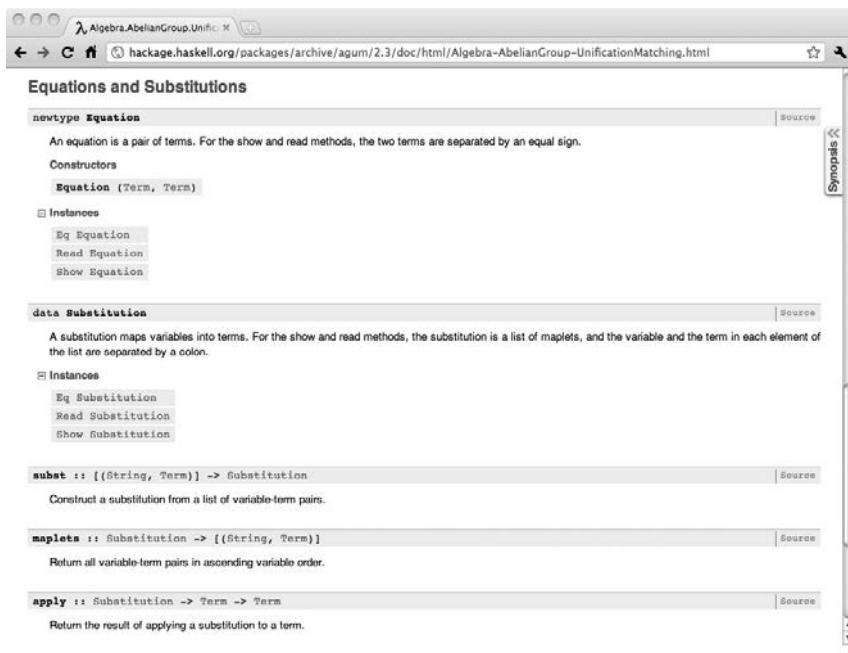 Algebra.AbelianGroup.Unific
hackage.haskell.org/packages/archive/agum/2.3/doc/html/Algebra-AbelianGroup-UnificationMatching.html
Equations and Substitutions
newtype Equation Source
An equation is a pair of terms. For the show and read methods, the two terms are separated by an equal sign.
Synopsis
Constructors
Equation (Term, Term)
Instances
Eq Equation
Read Equation
Show Equation
data Substitution Source
A substitution maps variables into terms. For the show and read methods, the substitution is a list of maplets, and the variable and the term in each element of
the list are separated by a colon.
Instances
Eq Substitution
Read Substitution
Show Substitution
subst :: [(String, Term)] -> Substitution Source
Construct a substitution from a list of variable-term pairs.
maplets :: Substitution -> [(String, Term)] Source
Return all variable-term pairs in ascending variable order.
apply :: Substitution -> Term -> Term Source
Return the result of applying a substitution to a term.